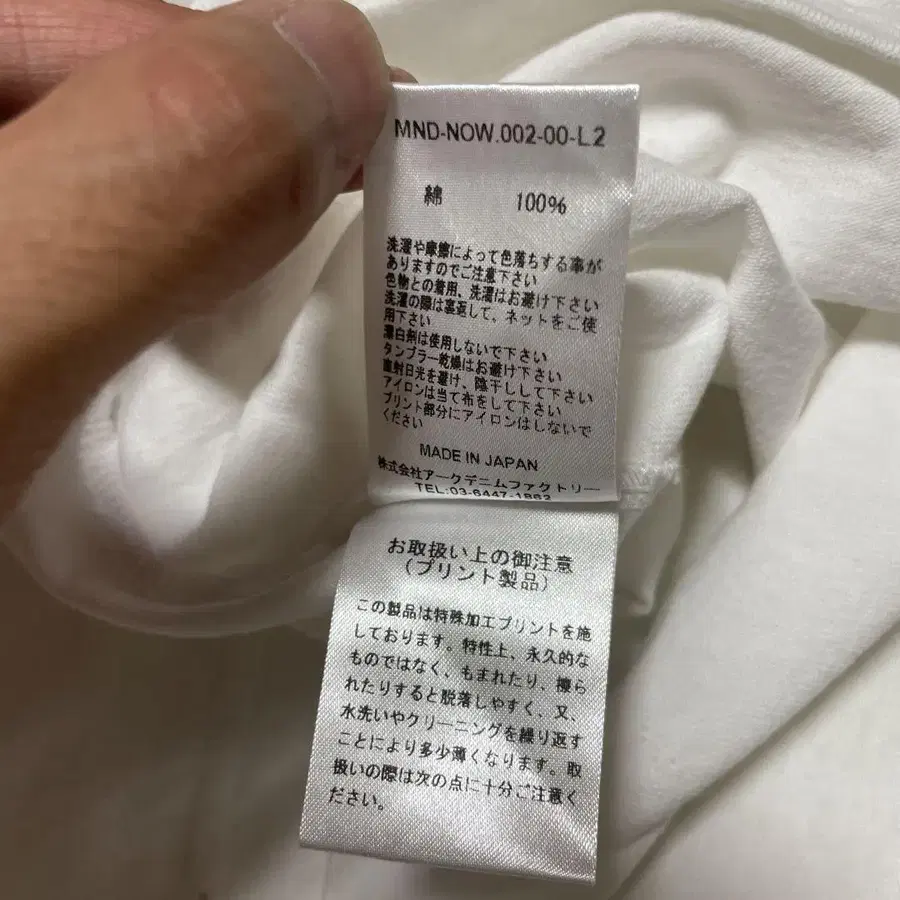 MND-NOW.002-00-L2
綿 100%
洗濯や摩擦によって色落ちする事が
ありますのでご注意下さい
色物との着用、洗濯はお避け下さい
洗濯の際は裏返して、ネットをご使
用下さい
漂白剤は使用しないで下さい
タンブラー乾燥はお避け下さい
直射日光を避け、陰干しして下さい
アイロンは当て布をして下さい
プリント部分にアイロンはしないで
ください
MADE IN JAPAN
株式会社アークデニムファクトリー
TEL:03-6447-1862
お取扱い上の御注意
(プリント製品)
この製品は特殊加工プリントを施
しております。特性上、永久的な
ものではなく、もまれたり、擦ら
れたりすると脱落しやすく、又、
水洗いやクリーニングを繰り返す
ことにより多少薄くなります。取
扱いの際は次の点に十分ご注意く
ださい。